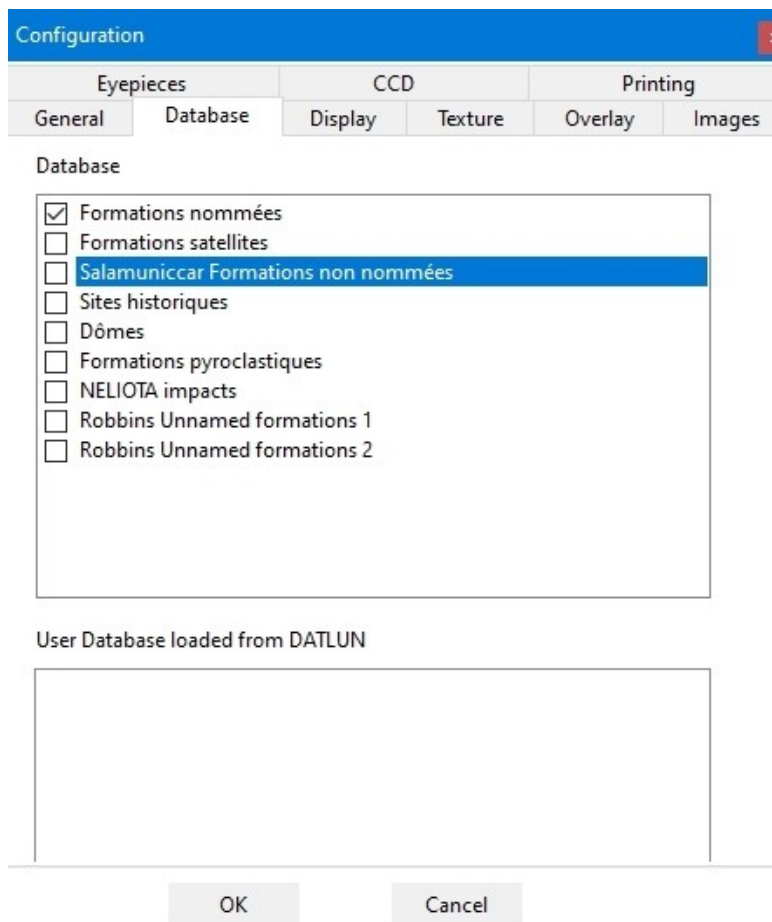 Configuration
Eyepieces CCD Printing
General Database Display Texture Overlay Images
Database
Formations nommées
Formations satellites
Salamuniccar Formations non nommées
Sites historiques
Dômes
Formations pyroclastiques
NELIOTA impacts
Robbins Unnamed formations 1
Robbins Unnamed formations 2
User Database loaded from DATLUN
OK Cancel